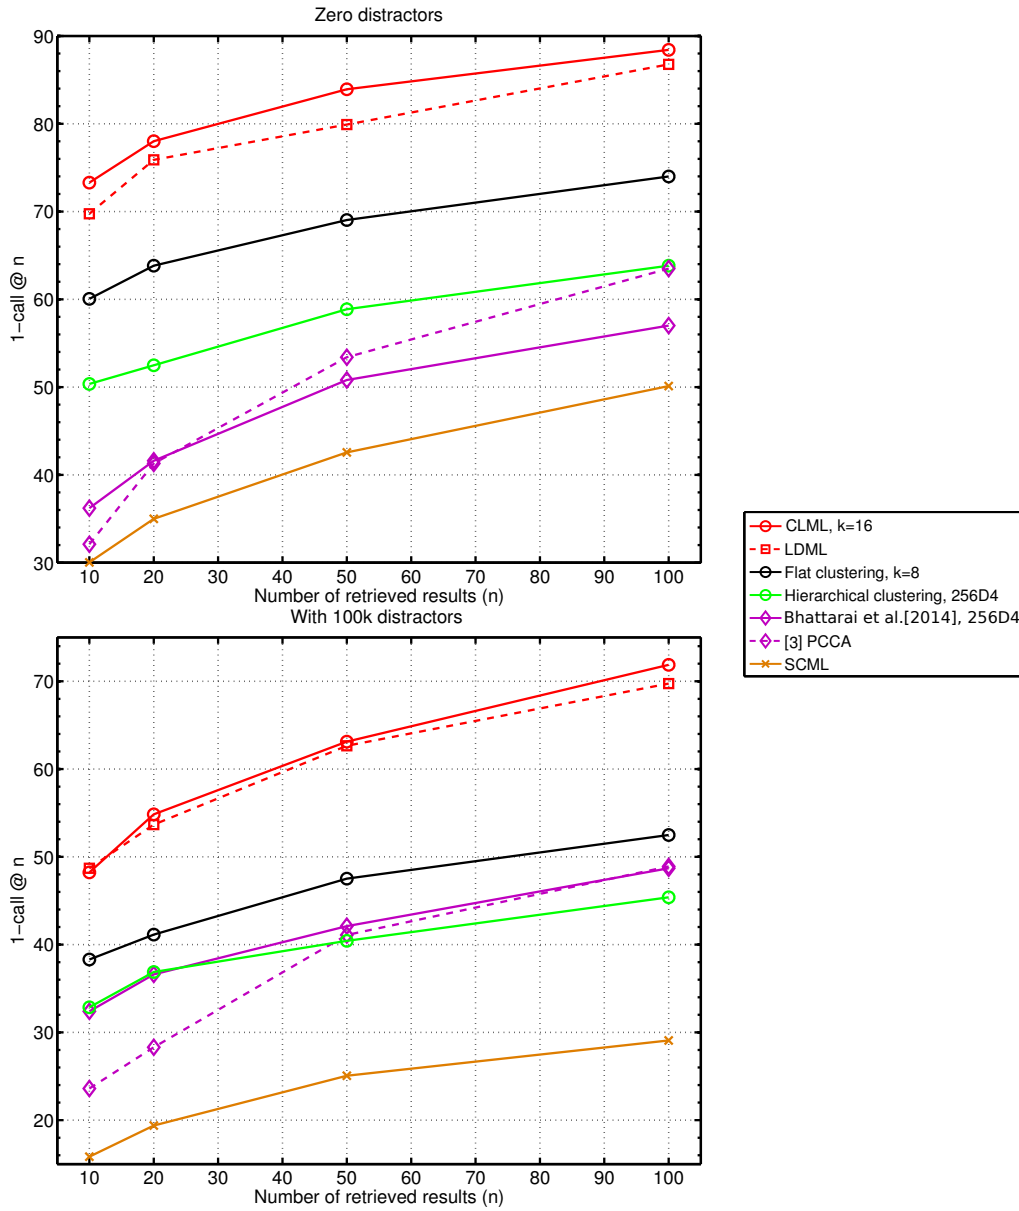 Zero distractors
90
80
70
60
50
40
30
1−call @ n
10 20 30 40 50 60 70 80 90 100
Number of retrieved results (n)
CLML, k=16
LDML
Flat clustering, k=8
Hierarchical clustering, 256D4
Bhattarai et al.[2014], 256D4
[3] PCCA
SCML
With 100k distractors
70
60
50
40
30
20
1−call @ n
10 20 30 40 50 60 70 80 90 100
Number of retrieved results (n)